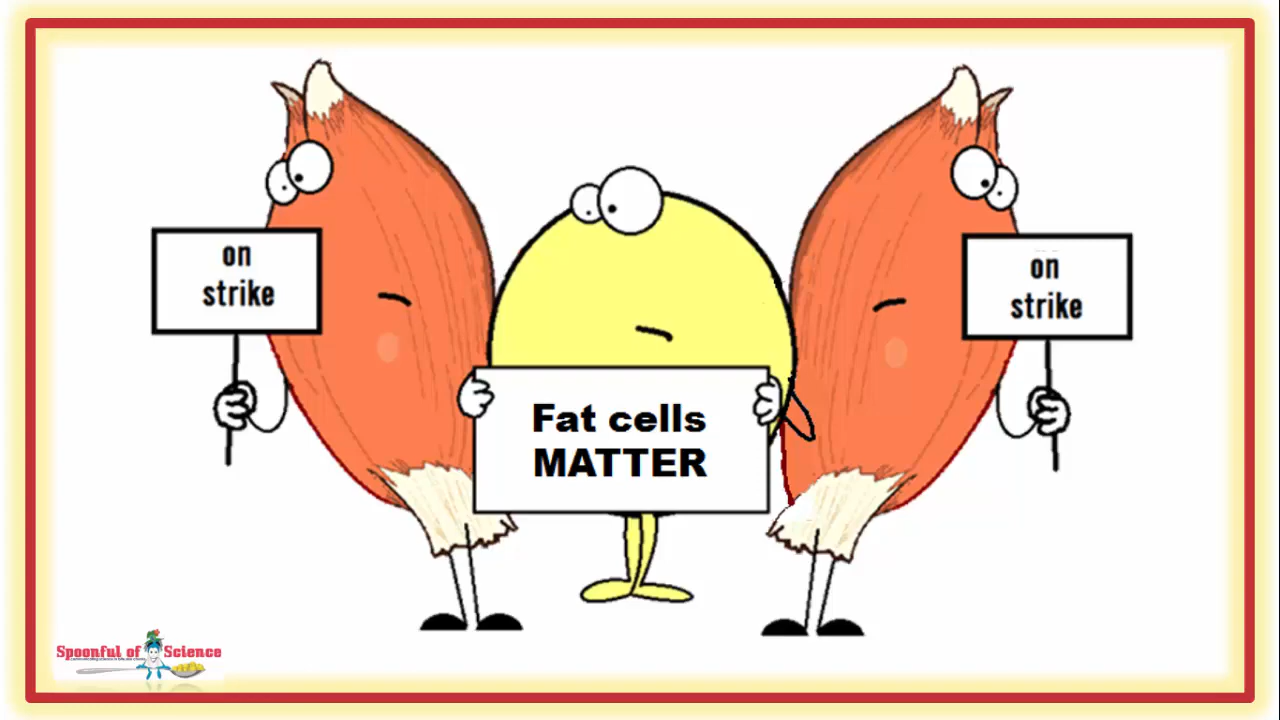 on
strike
Fat cells
MATTER
on
strike
Spoonful of Science